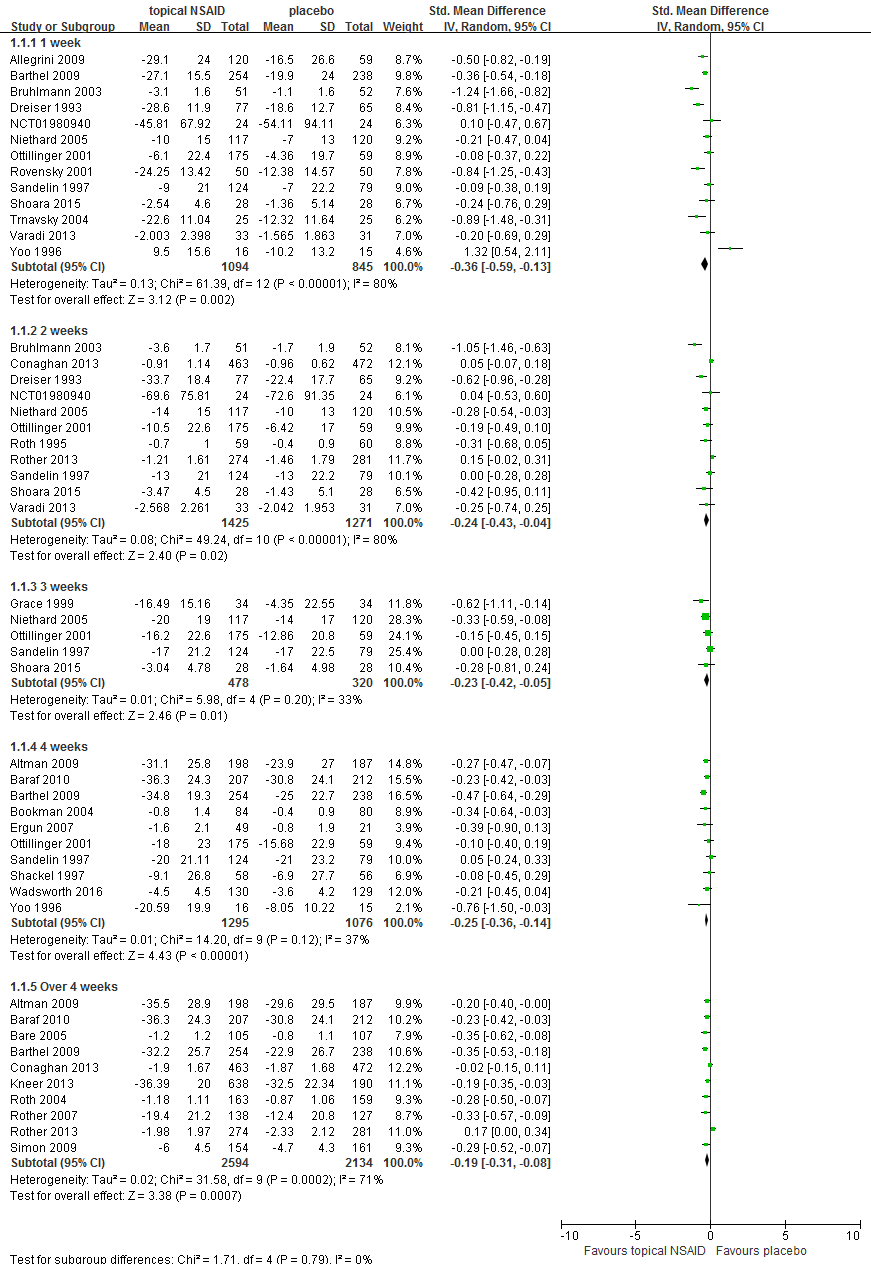 topical NSAID placebo Std. Mean Difference Std. Mean Difference
Study or Subgroup Mean SD Total Mean SD Total Weight IV, Random, 95% CI IV, Random, 95% CI
1.1.1 1 week
Allegrini 2009 -29.1 24 120 -16.5 26.6 59 8.7% -0.50 [-0.82, -0.19]
Barthel 2009 -27.1 15.5 254 -19.9 24 238 9.7% -0.36 [-0.54, -0.18]
Bruhlmann 2003 -3.1 1.6 51 -1.1 1.6 52 7.8% -1.24 [-1.66, -0.82]
Dreiser 1993 -28.6 11.9 77 -18.6 12.7 65 8.5% -0.81 [-1.15, -0.47]
NCT01980940 -45.81 67.92 24 -54.11 94.11 24 6.3% 0.10 [-0.47, 0.67]
Niethard 2005 -10 15 117 -7 13 120 9.2% -0.21 [-0.47, 0.04]
Ottillinger 2001 -6.1 22.4 175 -4.36 19.7 59 8.9% -0.08 [-0.37, 0.22]
Rovensky 2001 -24.25 13.42 50 -12.38 14.57 50 7.9% -0.84 [-1.25, -0.43]
Sandelin 1997 -9 21 124 -7 22.2 79 9.0% -0.09 [-0.38, 0.19]
Shoara 2015 -2.54 4.6 28 -1.36 5.14 28 6.7% -0.24 [-0.76, 0.29]
Trnavsky 2004 -22.6 11.04 25 -12.32 11.64 25 6.2% -0.89 [-1.48, -0.31]
Varadi 2013 -2.003 2.398 33 -1.565 1.863 31 7.0% -0.20 [-0.69, 0.29]
Yoo 1996 9.5 15.6 16 -10.2 13.2 15 4.6% 1.32 [0.54, 2.11]
Subtotal (95% CI) 1094 845 100.0% -0.36 [-0.59, -0.13]
Heterogeneity: Tau² = 0.13; Chi² = 61.39, df = 12 (P < 0.00001); I² = 80%
Test for overall effect: Z = 3.12 (P = 0.002)
1.1.2 2 weeks
Bruhlmann 2003 -3.6 1.7 51 -1.7 1.9 52 8.1% -1.05 [-1.46, -0.63]
Conaghan 2013 -0.91 1.14 463 -0.96 0.62 472 12.1% 0.05 [-0.07, 0.18]
Dreiser 1993 -33.7 18.4 77 -22.4 17.7 65 9.2% -0.62 [-0.96, -0.28]
NCT01980940 -69.6 75.81 24 -72.6 91.35 24 6.1% 0.04 [-0.53, 0.60]
Niethard 2005 -14 15 117 -10 13 120 10.5% -0.28 [-0.54, -0.03]
Ottillinger 2001 -10.5 22.6 175 -6.42 17 59 9.9% -0.19 [-0.49, 0.10]
Roth 1995 -0.7 1 59 -0.4 0.9 60 8.8% -0.31 [-0.68, 0.05]
Rother 2013 -1.21 1.61 274 -1.46 1.79 281 11.7% 0.15 [-0.02, 0.31]
Sandelin 1997 -13 21 124 -13 22.2 79 10.1% 0.00 [-0.28, 0.28]
Shoara 2015 -3.47 4.5 28 -1.43 5.1 28 6.6% -0.42 [-0.95, 0.11]
Varadi 2013 -2.568 2.261 33 -2.042 1.953 31 7.0% -0.25 [-0.74, 0.25]
Subtotal (95% CI) 1425 1271 100.0% -0.24 [-0.43, -0.04]
Heterogeneity: Tau² = 0.08; Chi² = 49.24, df = 10 (P < 0.00001); I² = 80%
Test for overall effect: Z = 2.40 (P = 0.02)
1.1.3 3 weeks
Grace 1999 -16.49 15.16 34 -4.35 22.55 34 11.8% -0.62 [-1.11, -0.14]
Niethard 2005 -20 19 117 -14 17 120 28.3% -0.33 [-0.59, -0.08]
Ottillinger 2001 -16.2 22.6 175 -12.86 20.8 59 24.1% -0.15 [-0.45, 0.15]
Sandelin 1997 -17 21.2 124 -17 22.5 79 25.4% 0.00 [-0.28, 0.28]
Shoara 2015 -3.04 4.78 28 -1.64 4.98 28 10.4% -0.28 [-0.81, 0.24]
Subtotal (95% CI) 478 320 100.0% -0.23 [-0.42, -0.05]
Heterogeneity: Tau² = 0.01; Chi² = 5.98, df = 4 (P = 0.20); I² = 33%
Test for overall effect: Z = 2.46 (P = 0.01)
1.1.4 4 weeks
Altman 2009 -31.1 25.8 198 -23.9 27 187 14.8% -0.27 [-0.47, -0.07]
Baraf 2010 -36.3 24.3 207 -30.8 24.1 212 15.5% -0.23 [-0.42, -0.03]
Barthel 2009 -34.8 19.3 254 -25 22.7 238 16.5% -0.47 [-0.64, -0.29]
Bookman 2004 -0.8 1.4 84 -0.4 0.9 80 8.6% -0.34 [-0.64, -0.03]
Ergun 2007 -1.6 2.1 49 -0.8 1.9 21 3.9% -0.39 [-0.90, 0.13]
Ottillinger 2001 -18 23 175 -15.68 22.9 59 8.9% -0.10 [-0.40, 0.19]
Sandelin 1997 -20 21.11 124 -21 23.2 79 9.3% 0.05 [-0.24, 0.33]
Shackel 1997 -9.1 26.8 58 -6.9 27.7 56 6.5% -0.08 [-0.45, 0.29]
Wadsworth 2016 -4.5 4.5 130 -3.6 4.2 129 11.7% -0.21 [-0.45, 0.04]
Yoo 1996 -20.59 19.9 16 -8.05 10.22 15 2.1% -0.76 [-1.50, -0.03]
Subtotal (95% CI) 1295 1076 100.0% -0.25 [-0.36, -0.14]
Heterogeneity: Tau² = 0.01; Chi² = 14.20, df = 9 (P = 0.12); I² = 37%
Test for overall effect: Z = 4.43 (P < 0.00001)
1.1.5 Over 4 weeks
Altman 2009 -35.5 28.9 198 -29.6 29.5 187 9.9% -0.20 [-0.40, -0.00]
Baraf 2010 -36.3 24.3 207 -30.8 24.1 212 10.2% -0.23 [-0.42, -0.03]
Bare 2005 -1.2 1.2 105 -0.8 1.1 107 7.7% -0.35 [-0.62, -0.08]
Barthel 2009 -32.2 25.7 254 -22.9 26.7 238 10.7% -0.35 [-0.53, -0.18]
Conaghan 2013 -1.9 1.67 463 -1.87 1.68 472 12.4% -0.02 [-0.15, 0.11]
Kneer 2013 -36.39 20 638 -32.5 22.34 190 11.1% -0.19 [-0.35, -0.03]
Roth 2004 -1.18 1.11 163 -0.87 1.06 159 9.3% -0.28 [-0.50, -0.07]
Rother 2007 -19.4 21.2 138 -12.4 20.8 127 8.5% -0.33 [-0.57, -0.09]
Rother 2013 -1.98 1.97 274 -2.33 2.12 281 11.1% 0.17 [0.00, 0.34]
Simon 2009 -6 4.5 154 -4.7 4.3 161 9.2% -0.29 [-0.52, -0.07]
Subtotal (95% CI) 2594 2134 100.0% -0.19 [-0.31, -0.08]
Heterogeneity: Tau² = 0.02; Chi² = 31.58, df = 9 (P = 0.0002); I² = 71%
Test for overall effect: Z = 3.38 (P = 0.0007)
-10 -5 0 5 10
Favours topical NSAID Favours placebo
Test for subgroup differences: Chi² = 1.71, df = 4 (P = 0.79), I² = 0%